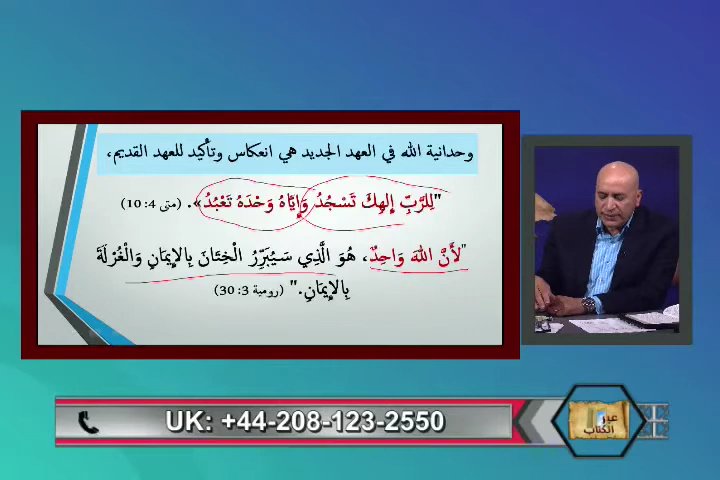 وحدانية الله في العهد الجديد هي انعكاس وتأكيد للعهد القديم،
"لِلرَّبِّ إِلهِكَ تَسْجُدُ وَإِيَّاهُ وَحْدَهُ تَعْبُدُ». (متى 4: 10)
"لأَنَّ اللهَ وَاحِدٌ، هُوَ الَّذِي سَيُبَرِّرُ الْخِتَانَ بِالإِيمَانِ وَالْغُرْلَةَ
بِالإِيمَانِ." (رومية 3: 30)
UK: +44-208-123-2550
عبر
الكتاب